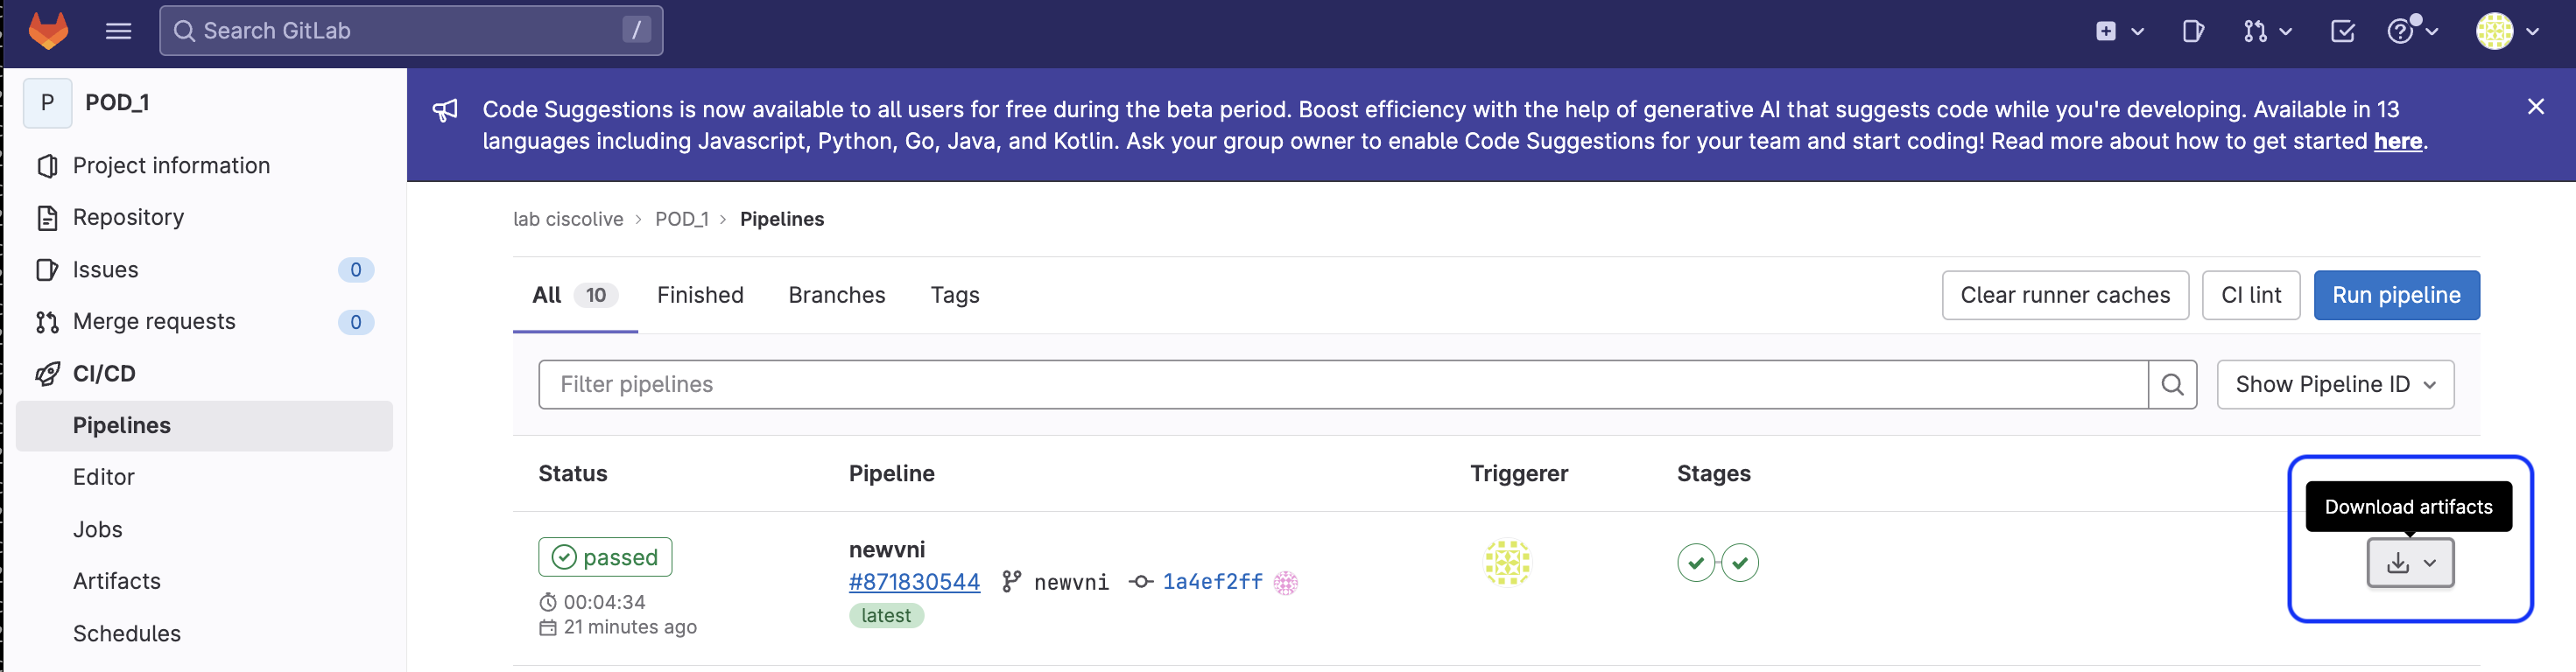 Search GitLab /
P POD_1
Project information
Repository
Issues 0
Merge requests 0
CI/CD
Pipelines
Editor
Jobs
Artifacts
Schedules
Code Suggestions is now available to all users for free during the beta period. Boost efficiency with the help of generative AI that suggests code while you're developing. Available in 13
languages including Javascript, Python, Go, Java, and Kotlin. Ask your group owner to enable Code Suggestions for your team and start coding! Read more about how to get started here.
lab ciscolive › POD_1 › Pipelines
All 10 Finished Branches Tags Clear runner caches CI lint Run pipeline
Filter pipelines Show Pipeline ID
Status Pipeline Triggerer Stages
Download artifacts
passed
00:04:34
21 minutes ago
newvni
#871830544 newvni 1a4ef2ff
latest